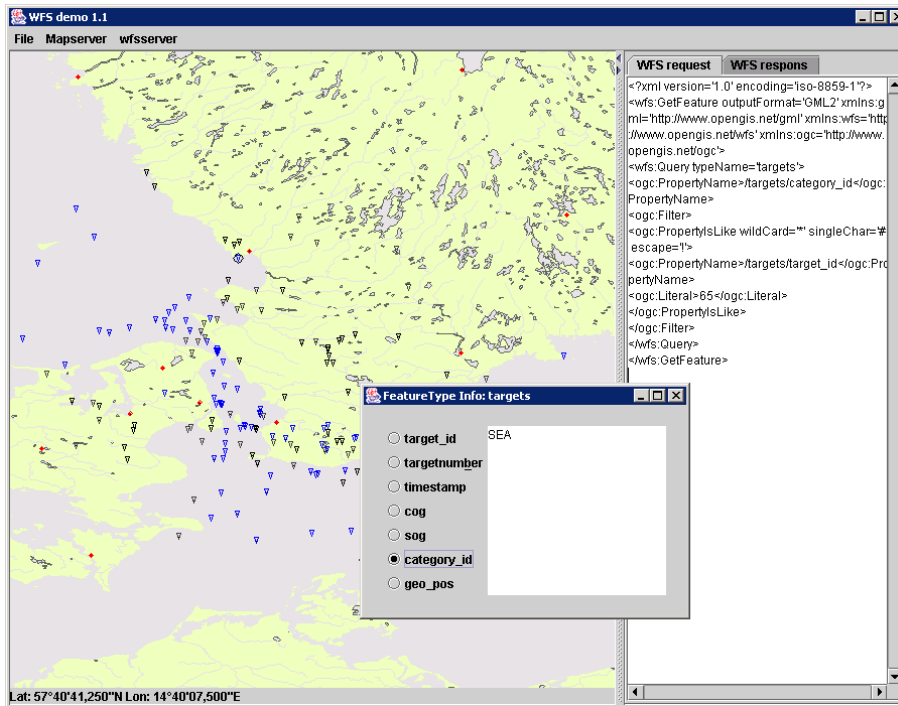 WFS demo 1.1
File Mapserver wfsserver
WFS request WFS respons
<?xml version='1.0' encoding='iso-8859-1'?>
<wfs:GetFeature outputFormat='GML2' xmlns:g
ml='http://www.opengis.net/gml' xmlns:wfs='http
://www.opengis.net/wfs' xmlns:ogc='http://www.
opengis.net/ogc'>
<wfs:Query typeName='targets'>
<ogc:PropertyName>/targets/category_id</ogc:
PropertyName>
<ogc:Filter>
<ogc:PropertyIsLike wildCard='*' singleChar='#
escape='!'>
<ogc:PropertyName>/targets/target_id</ogc:Pro
pertyName>
<ogc:Literal>65</ogc:Literal>
</ogc:PropertyIsLike>
</ogc:Filter>
</wfs:Query>
</wfs:GetFeature>
FeatureType Info: targets
target_id
targetnumber
timestamp
cog
sog
category_id
geo_pos
SEA
Lat: 57°40'41,250"N Lon: 14°40'07,500"E